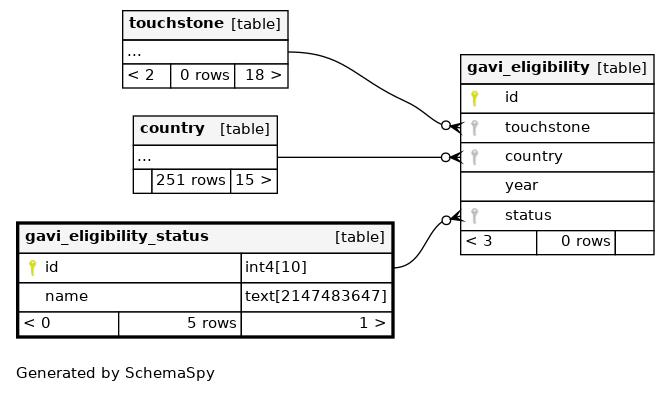 touchstone [table]
...
< 2 0 rows 18 >
country [table]
...
251 rows 15 >
gavi_eligibility_status [table]
id int4[10]
name text[2147483647]
< 0 5 rows 1 >
gavi_eligibility [table]
id
touchstone
country
year
status
< 3 0 rows
Generated by SchemaSpy